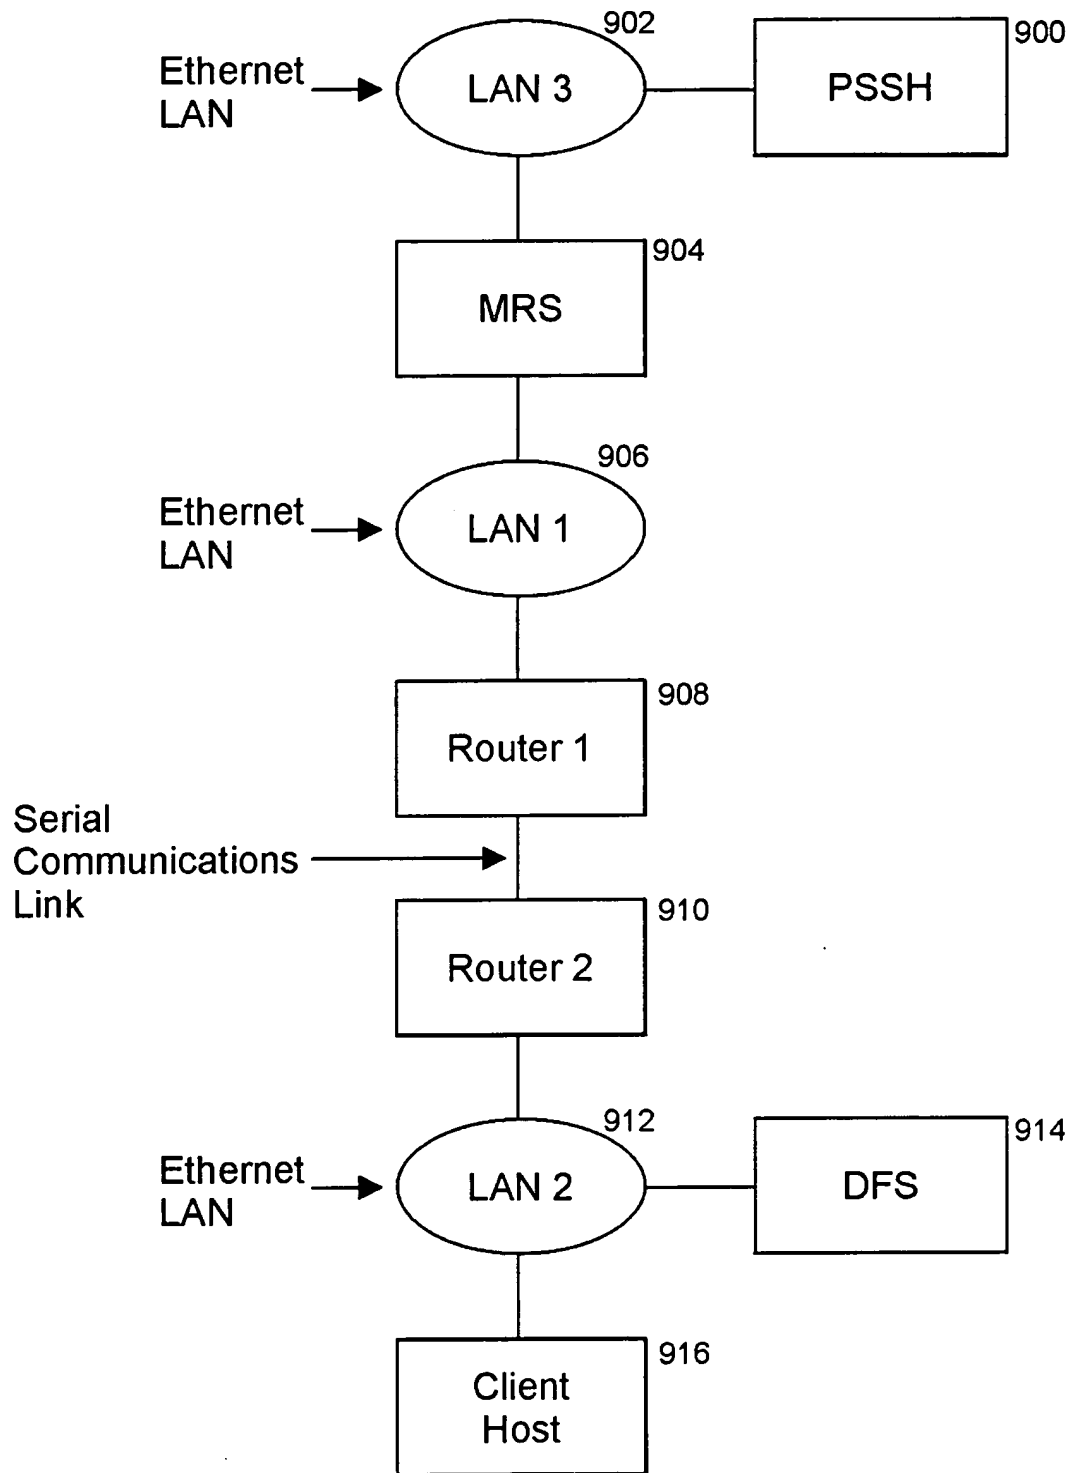 902
900
Ethernet
LAN
LAN 3
PSSH
904
MRS
906
Ethernet
LAN
LAN 1
908
Router 1
Serial
Communications
Link
910
Router 2
912
914
Ethernet
LAN
LAN 2
DFS
916
Client
Host